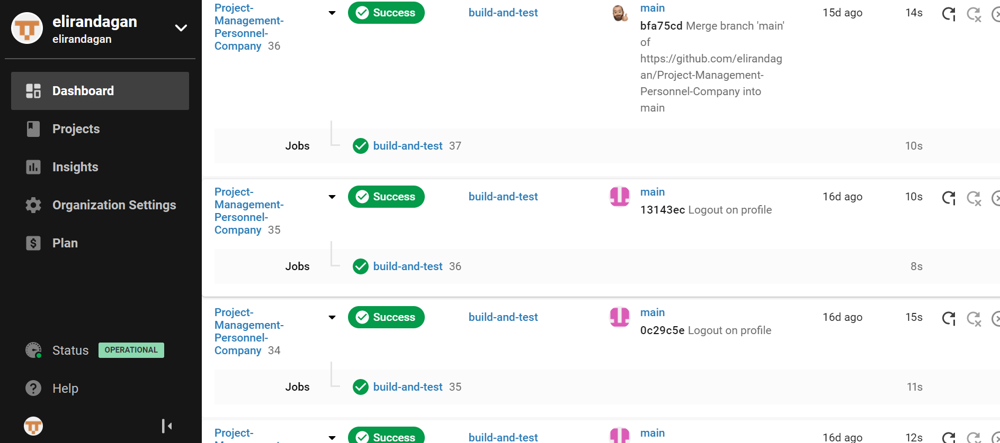 elirandagan
elirandagan
Dashboard
Projects
Insights
Organization Settings
Plan
Status OPERATIONAL
Help
Project-
Management-
Personnel-
Company 36
Success
build-and-test
main
bfa75cd Merge branch 'main'
of
https://github.com/elirandag
an/Project-Management-
Personnel-Company into
main
15d ago
14s
Jobs
build-and-test 37
10s
Project-
Management-
Personnel-
Company 35
Success
build-and-test
main
13143ec Logout on profile
16d ago
10s
Jobs
build-and-test 36
8s
Project-
Management-
Personnel-
Company 34
Success
build-and-test
main
0c29c5e Logout on profile
16d ago
15s
Jobs
build-and-test 35
11s
Project-
Success
build-and-test
main
16d ago
12s